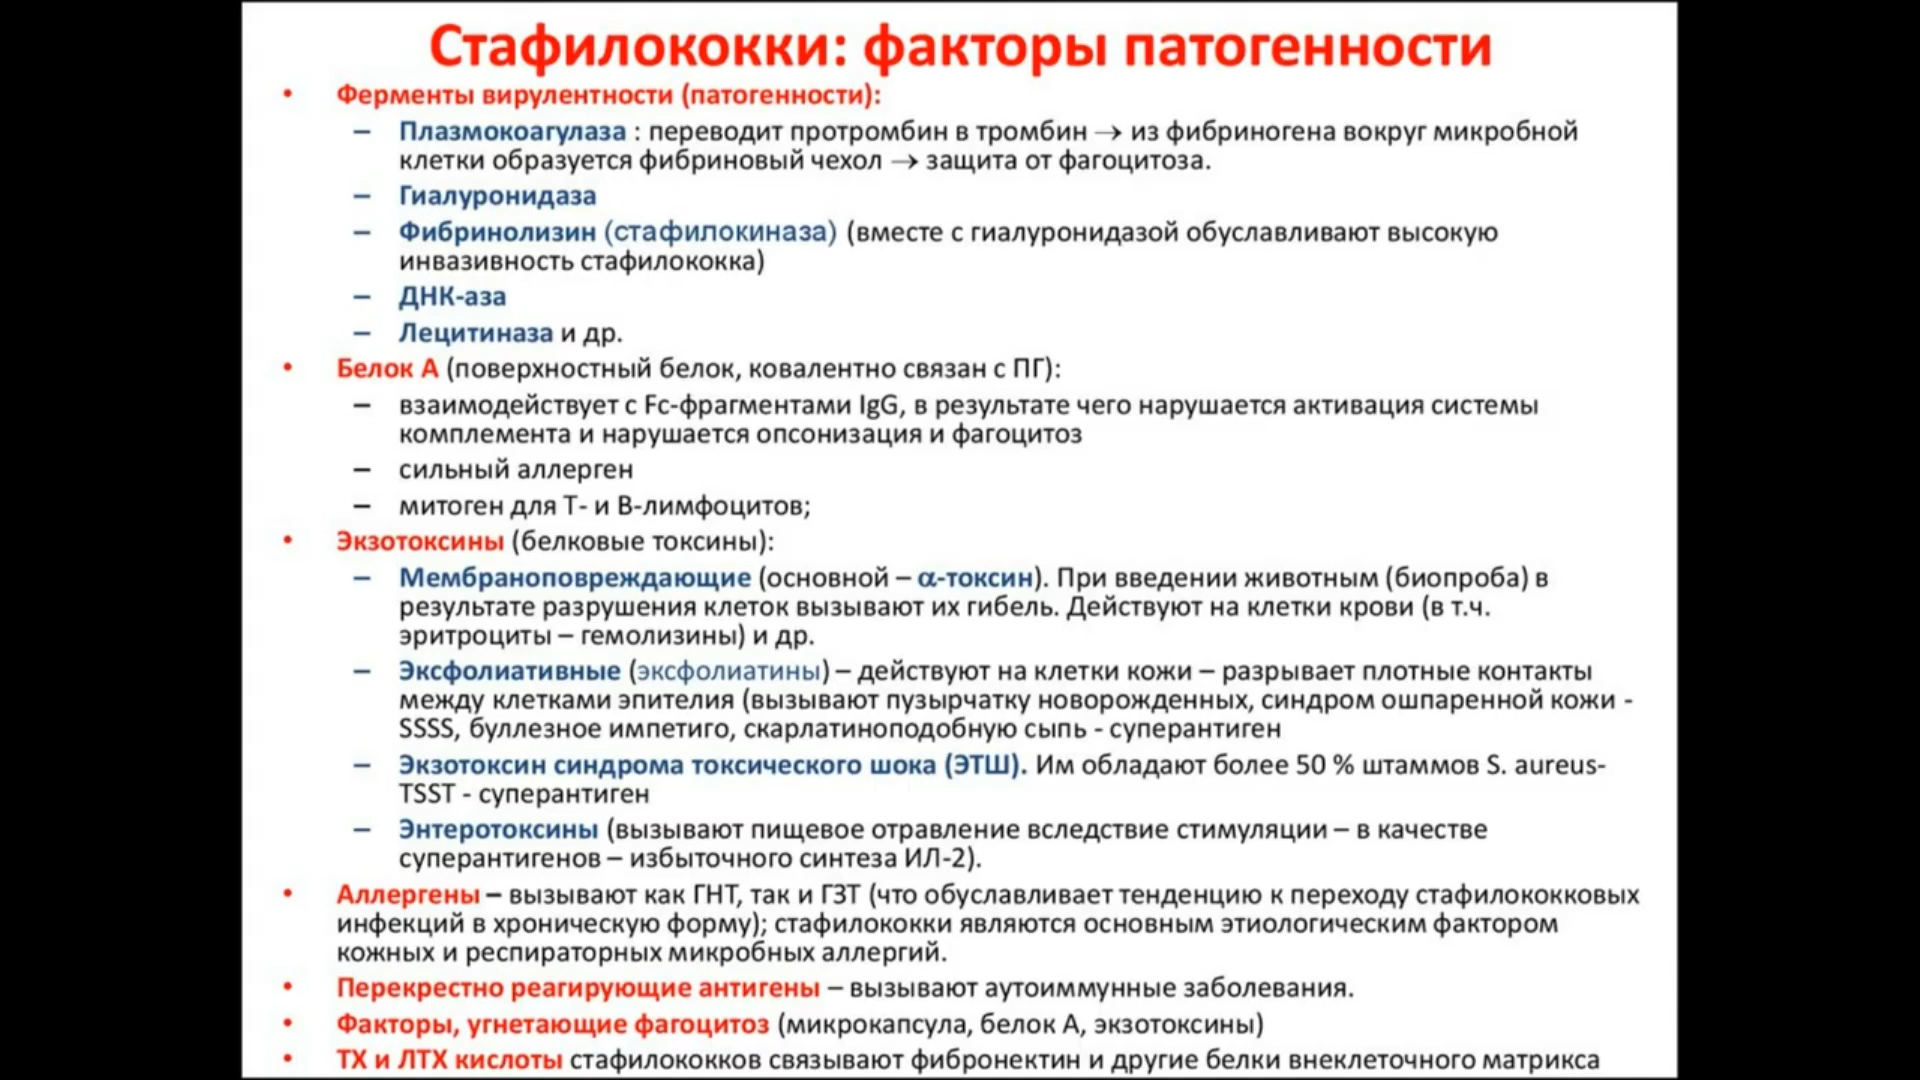 Стафилококки: факторы патогенности
• Ферменты вирулентности (патогенности):
– Плазмокоагулаза : переводит протромбин в тромбин → из фибриногена вокруг микробной
клетки образуется фибриновый чехол → защита от фагоцитоза.
– Гиалуронидаза
– Фибринолизин (стафилокиназа) (вместе с гиалуронидазой обуславливают высокую
инвазивность стафилококка)
– ДНК-аза
– Лецитиназа и др.
• Белок А (поверхностный белок, ковалентно связан с ПГ):
– взаимодействует с Fc-фрагментами IgG, в результате чего нарушается активация системы
комплемента и нарушается опсонизация и фагоцитоз
– сильный аллерген
– митоген для Т- и В-лимфоцитов;
• Экзотоксины (белковые токсины):
– Мембраноповреждающие (основной – α-токсин). При введении животным (биопроба) в
результате разрушения клеток вызывают их гибель. Действуют на клетки крови (в т.ч.
эритроциты – гемолизины) и др.
– Эксфолиативные (эксфолиатины) – действуют на клетки кожи – разрывает плотные контакты
между клетками эпителия (вызывают пузырчатку новорожденных, синдром ошпаренной кожи -
SSSS, буллезное импетиго, скарлатиноподобную сыпь - суперантиген
– Экзотоксин синдрома токсического шока (ЭТШ). Им обладают более 50 % штаммов S. aureus-
TSST - суперантиген
– Энтеротоксины (вызывают пищевое отравление вследствие стимуляции – в качестве
суперантигенов – избыточного синтеза ИЛ-2).
• Аллергены – вызывают как ГНТ, так и ГЗТ (что обуславливает тенденцию к переходу стафилококковых
инфекций в хроническую форму); стафилококки являются основным этиологическим фактором
кожных и респираторных микробных аллергий.
• Перекрестно реагирующие антигены – вызывают аутоиммунные заболевания.
• Факторы, угнетающие фагоцитоз (микрокапсула, белок А, экзотоксины)
• ТХ и ЛТХ кислоты стафилококков связывают фибронектин и другие белки внеклеточного матрикса